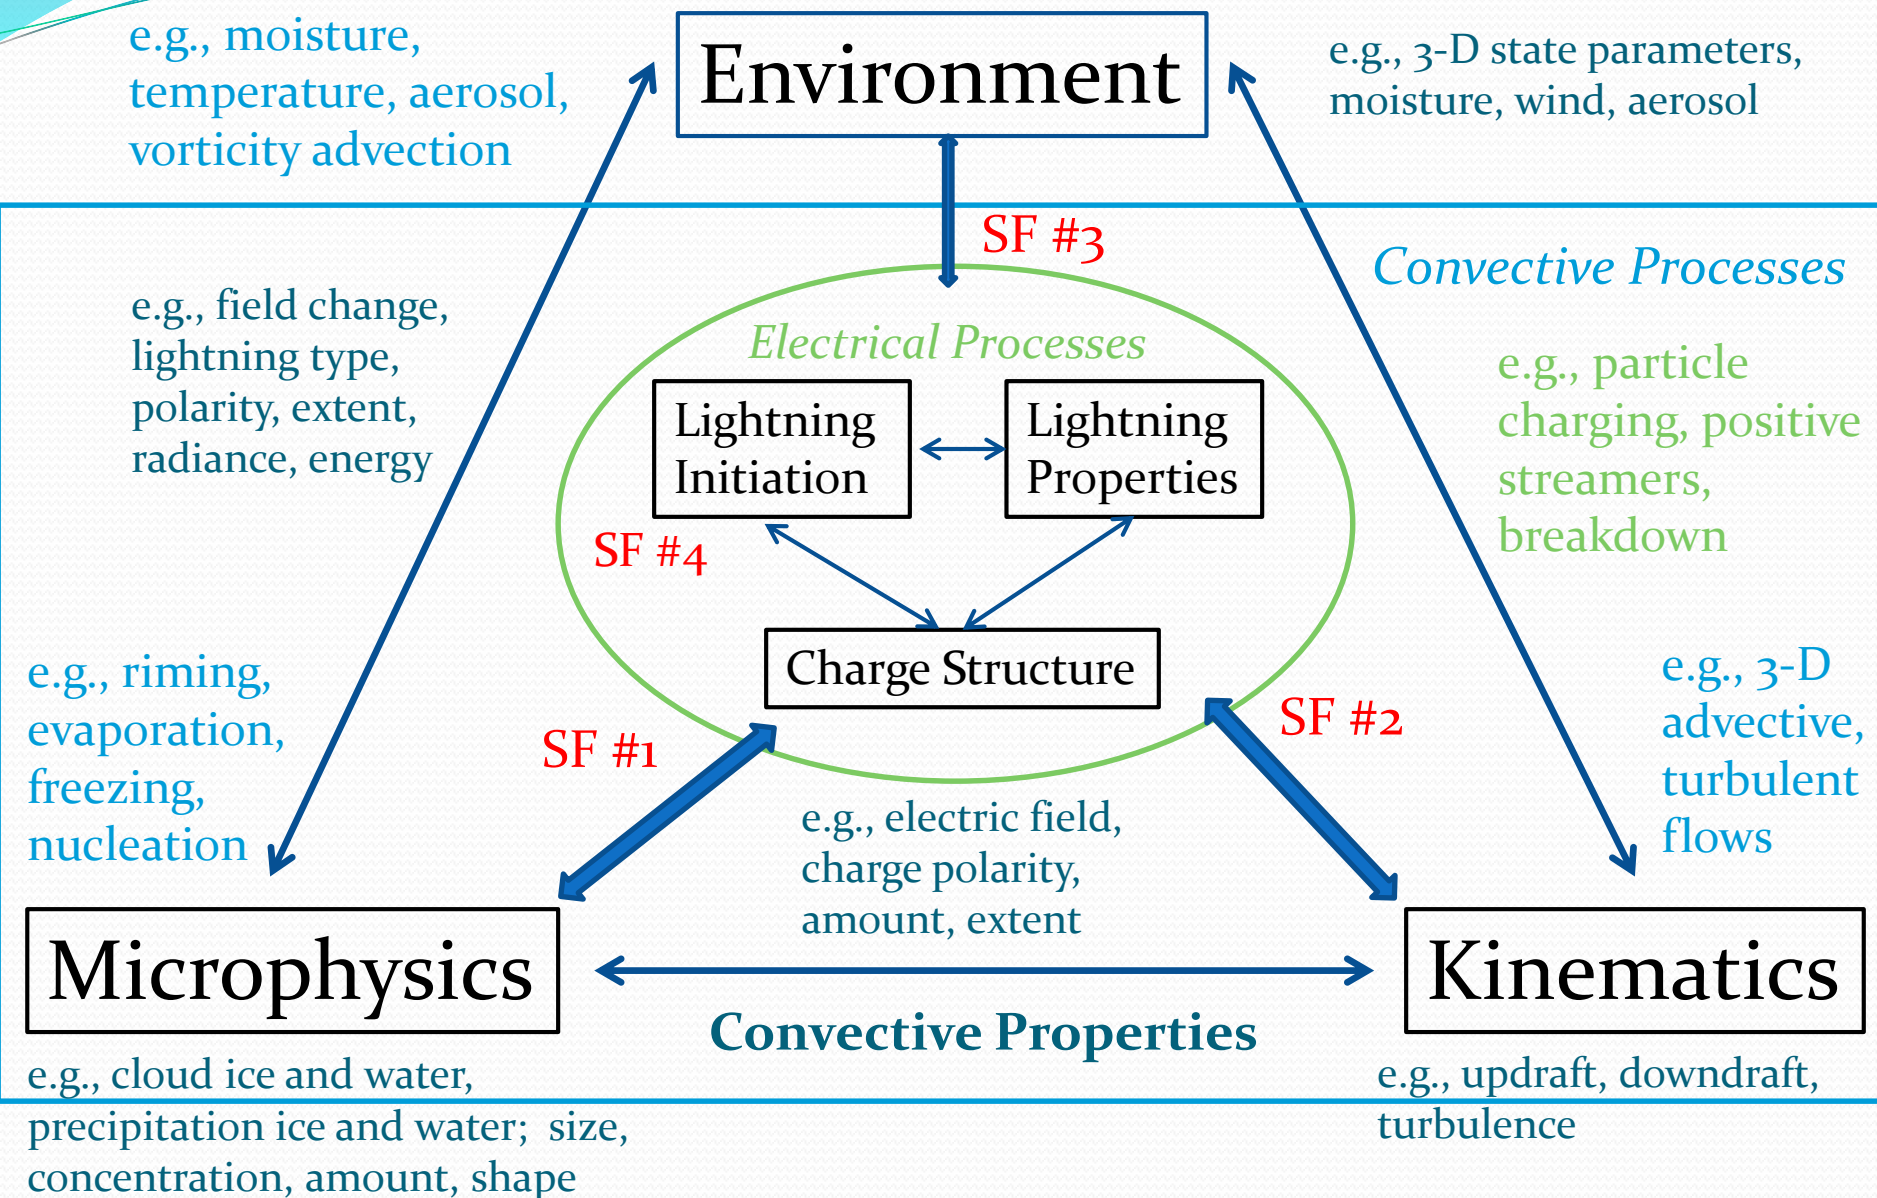 e.g., moisture,
temperature, aerosol,
vorticity advection
Environment
e.g., 3-D state parameters,
moisture, wind, aerosol
SF #3
Convective Processes
e.g., field change,
lightning type,
polarity, extent,
radiance, energy
Electrical Processes
Lightning
Initiation
Lightning
Properties
e.g., particle
charging, positive
streamers,
breakdown
SF #4
Charge Structure
e.g., riming,
evaporation,
freezing,
nucleation
SF #1
SF #2
e.g., 3-D
advective,
turbulent
flows
e.g., electric field,
charge polarity,
amount, extent
Microphysics
Kinematics
Convective Properties
e.g., cloud ice and water,
precipitation ice and water;  size,
concentration, amount, shape
e.g., updraft, downdraft,
turbulence